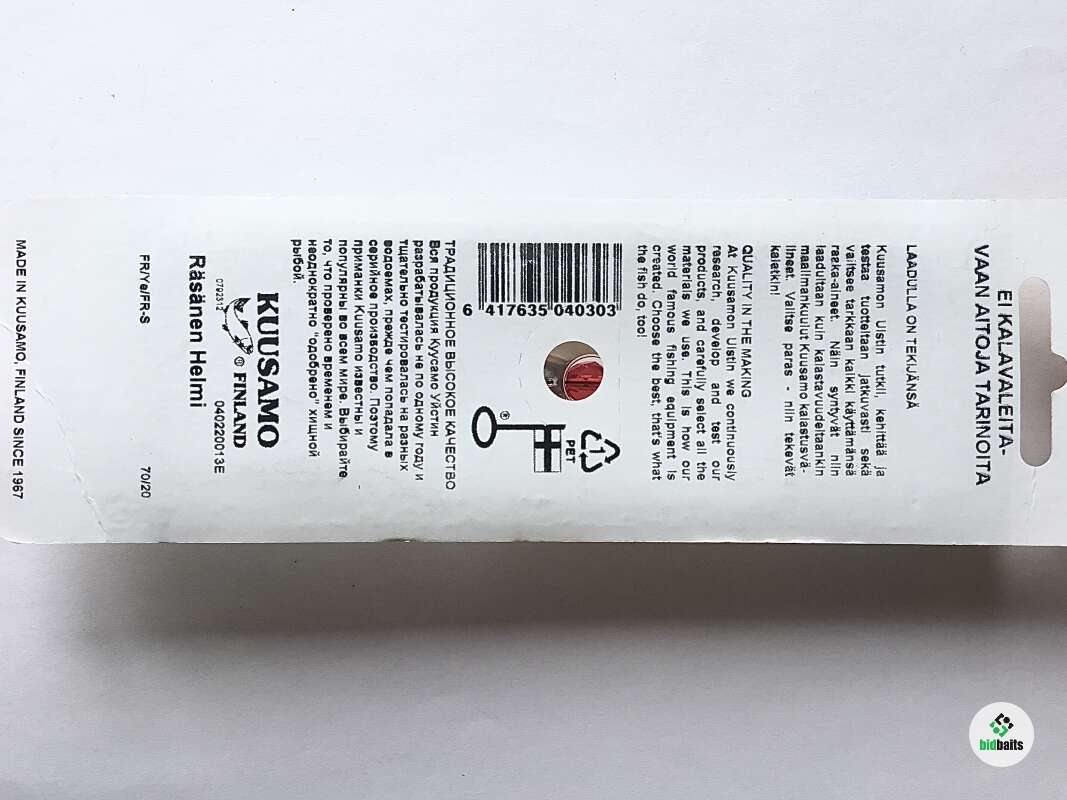 EI KALAVALEITA-
VAAN AITOJA TARINOITA
LAADULLA ON TEKIJÄNSÄ
Kuusamon Uistin tutkii, kehittää ja
testaa tuotteitaan jatkuvasti sekä
valitsee tarkkaan kaikki käyttämänsä
raaka-aineet. Näin syntyvät niin
laadultaan kuin kalastavuudeltaankin
maailmankuulut Kuusamo kalastusvä-
lineet. Valitse paras - niin tekevät
kaletkin!
QUALITY IN THE MAKING
At Kuusamon Uistin we continuously
research, develop and test our
products, and carefully select all the
materials we use. This is how our
world famous fishing equipment is
created. Choose the best that's what
the fish do, too!
PET
1
®
6 417635 040303
ТРАДИЦИОННОЕ ВЫСОКОЕ КАЧЕСТВО
Вся продукция Куусамо Уйстин
разрабатывалась не по одному году и
тщательно тестировалась на разных
водоемах, прежде чем попадала в
серийное производство. Поэтому
приманки Kuusamo известны и
популярны во всем мире. Выбирайте
то, что проверено временем и
неоднократно "одобрено" хищной
рыбой.
KUUSAMO
® FINLAND
0792312
040220013E
Räsänen Helmi
FR/Ye/FR-S
70/20
MADE IN KUUSAMO, FINLAND SINCE 1967
bidbaits